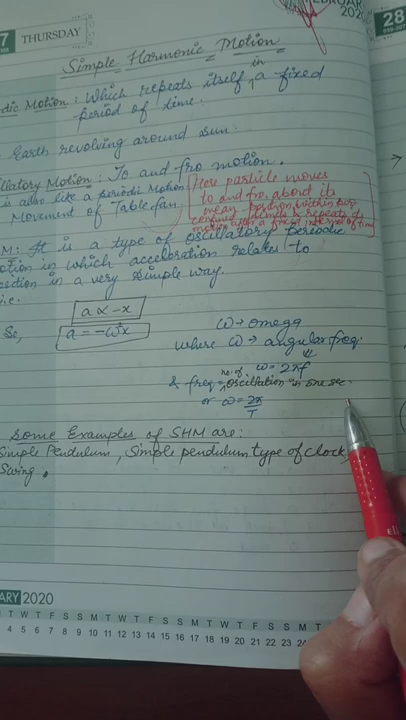 THURSDAY
28
Simple Harmonic Motion
dic Motion: Which repeats itself in a fixed
period of time.
Earth revolving around sun.
llatory Motion: To and fro motion.
is also like a periodic Motion
Movement of Table fan
Here particle moves
to and fro, about its
mean position, within two
M: It is a type of oscillatory periodic
otion in which acceleration relates to
in a very simple way.
i.e.
a ∝ -x
So, a = -ω²x
ω → omega
where ω → angular freq.
ω = 2πf
& freq = no. of oscillation in one sec.
or ω = 2π/T
Some Examples of SHM are:
Simple Pendulum, Simple pendulum type of clock,
Swing.
ARY 2020
T W T F S S M T W T F S S M T W T F S S M T
4 5 6 7 8 9 10 11 12 13 14 15 16 17 18 19 20 21 22 23